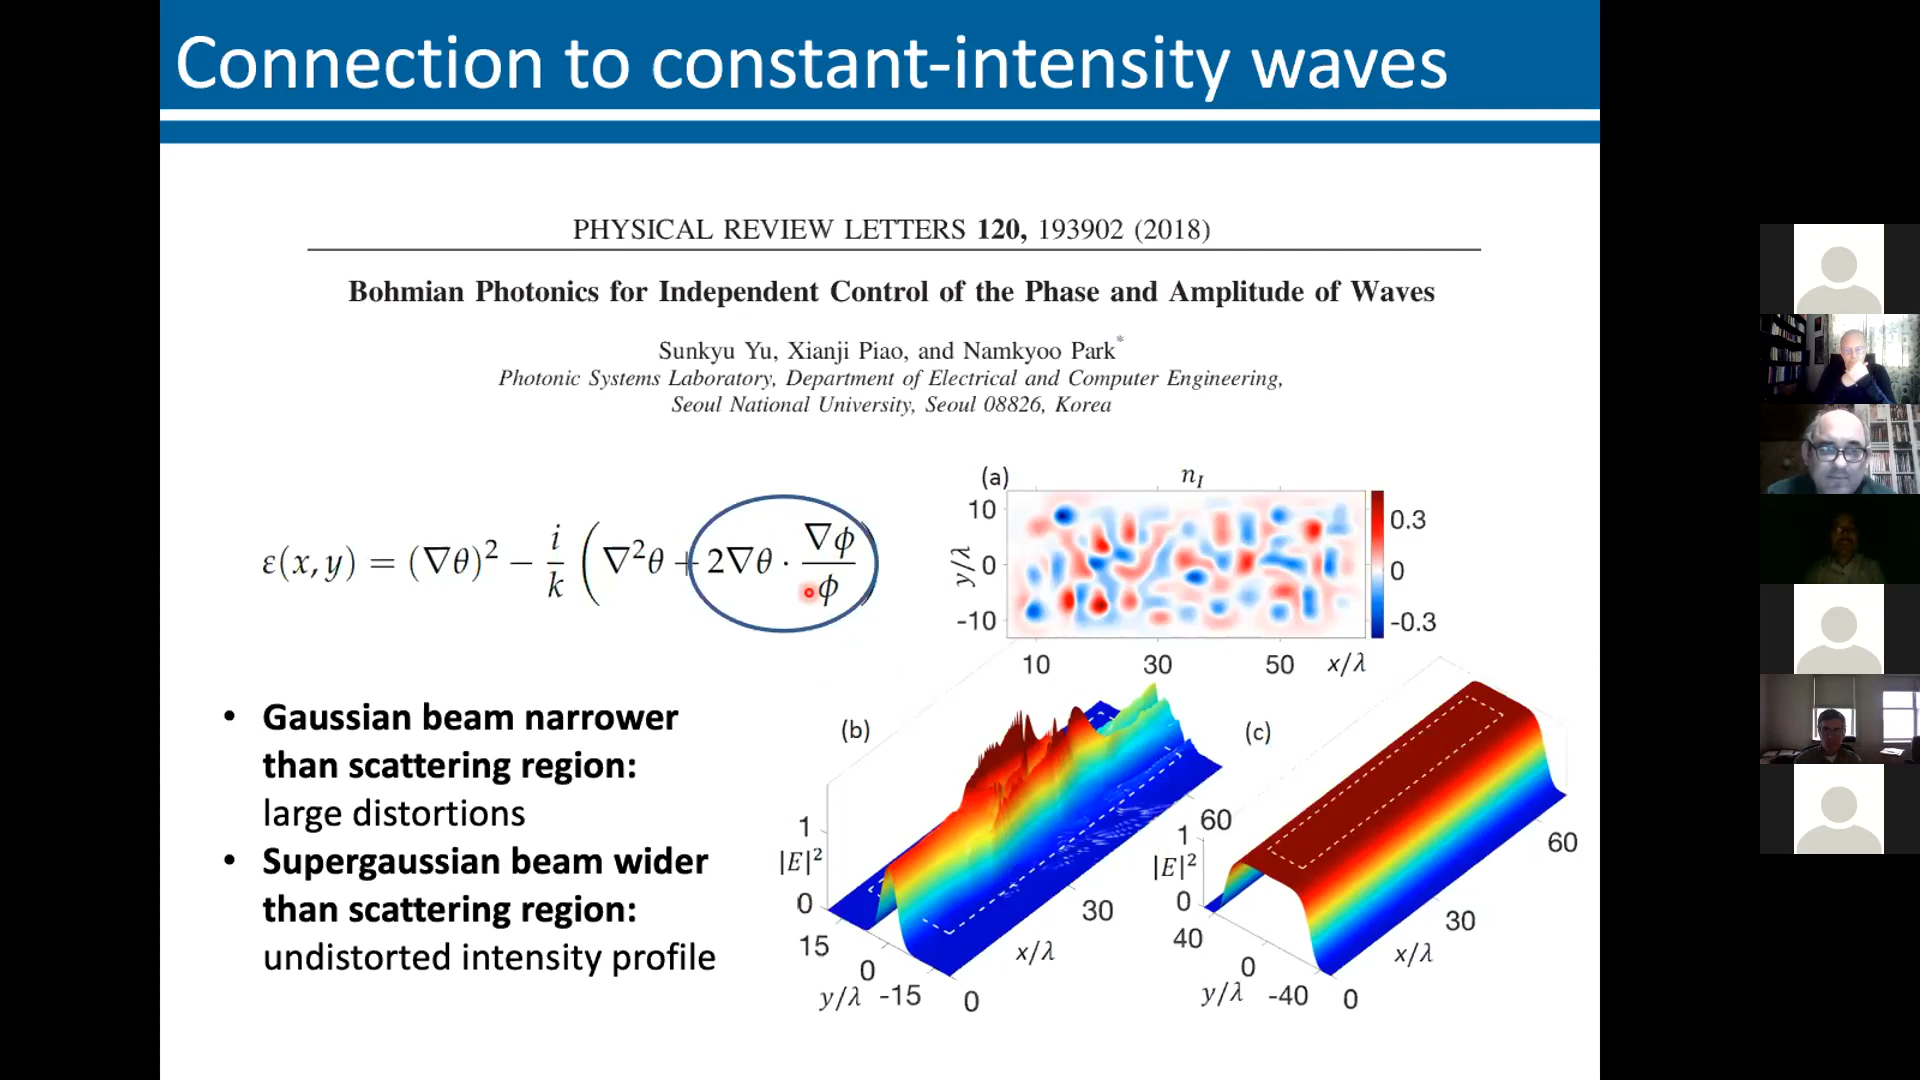 Connection to constant-intensity waves
PHYSICAL REVIEW LETTERS 120, 193902 (2018)
Bohmian Photonics for Independent Control of the Phase and Amplitude of Waves
Sunkyu Yu, Xianji Piao, and Namkyoo Park*
Photonic Systems Laboratory, Department of Electrical and Computer Engineering,
Seoul National University, Seoul 08826, Korea
ε(x, y) = (∇θ)² − i/k (∇²θ + 2∇θ · ∇ϕ/ϕ)
• Gaussian beam narrower
than scattering region:
large distortions
• Supergaussian beam wider
than scattering region:
undistorted intensity profile
(a) n_I
10
0
-10
y/λ
10 30 50 x/λ
0.3
0
-0.3
(b)
1
|E|²
0
15
0
-15
y/λ
0
30
60
x/λ
(c)
1
|E|²
0
40
0
-40
y/λ
0
30
60
x/λ